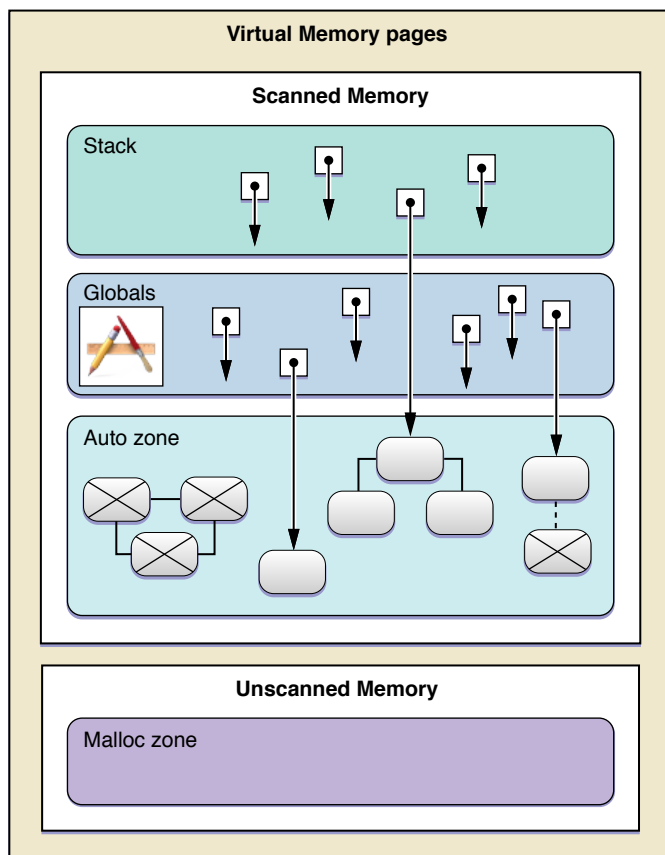 Virtual Memory pages
Scanned Memory
Stack
Globals
Auto zone
Unscanned Memory
Malloc zone